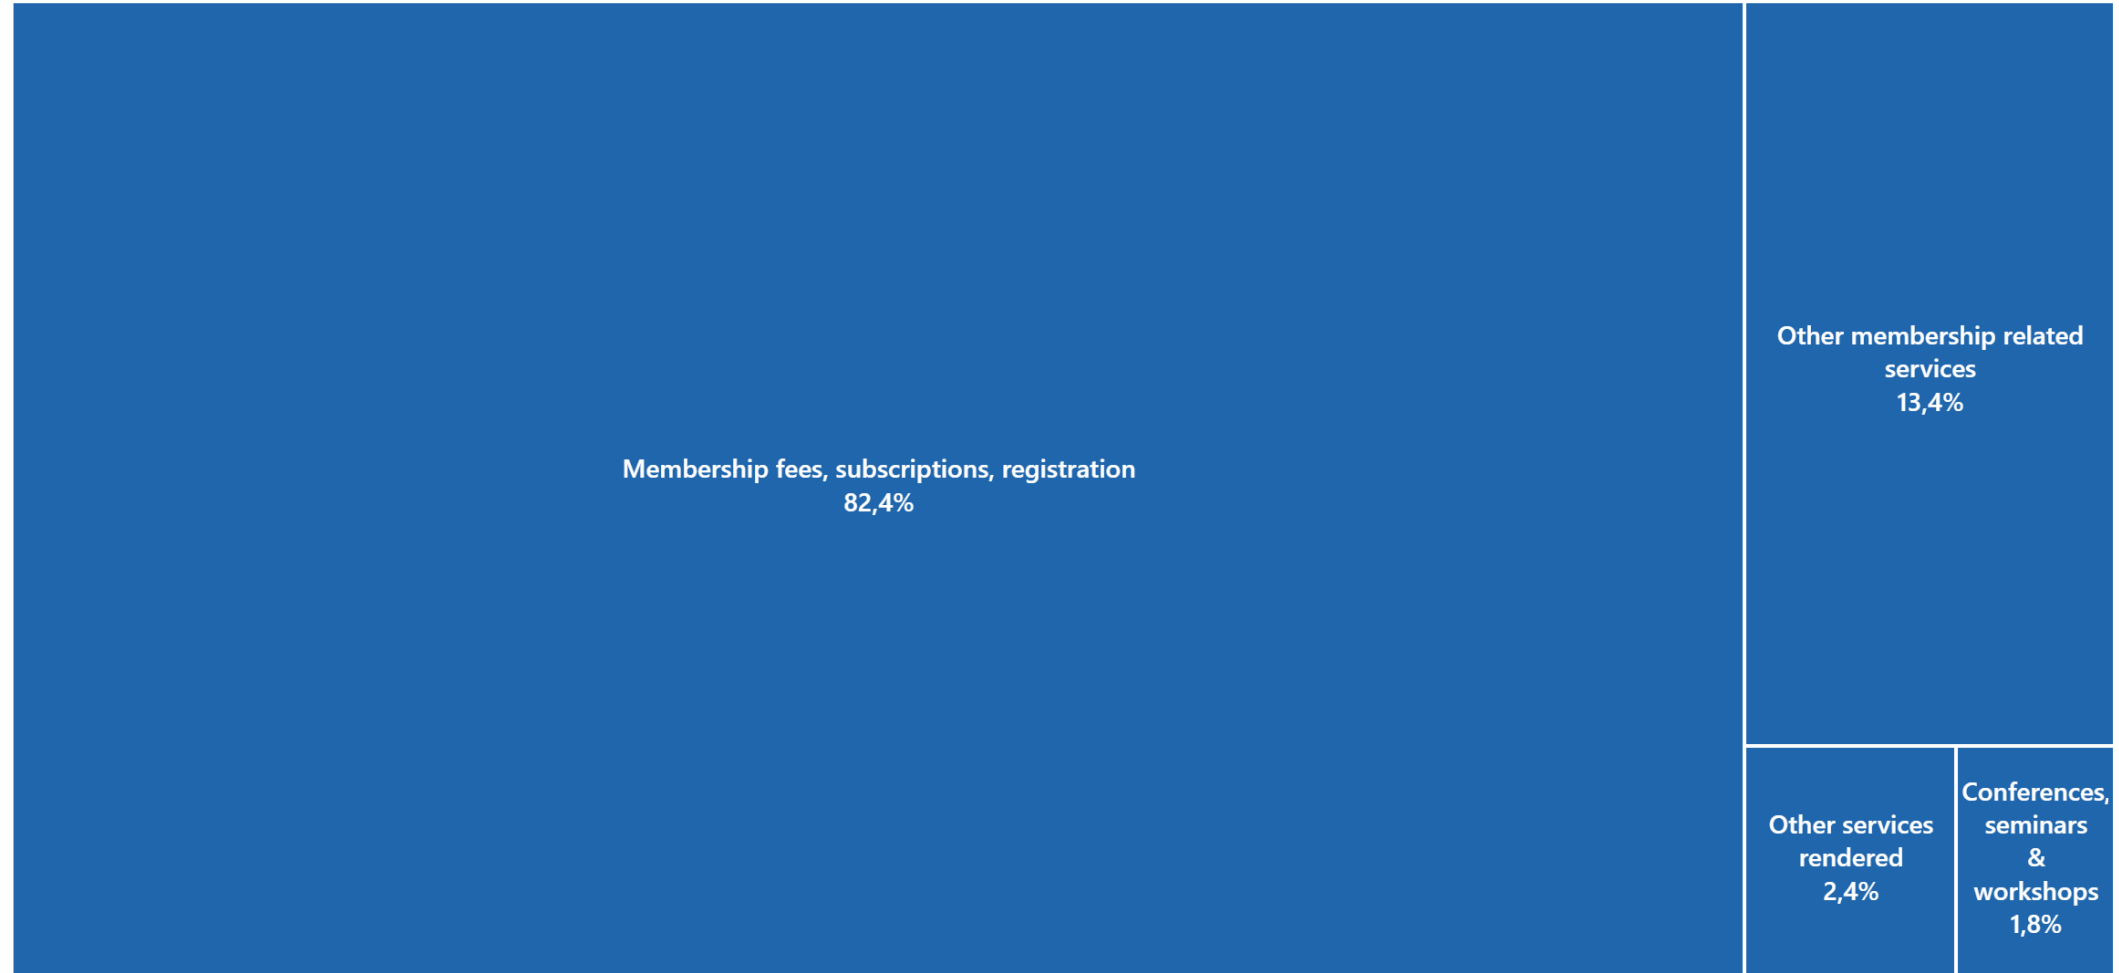 Membership fees, subscriptions, registration
82,4%
Other membership related
services
13,4%
Other services
rendered
2,4%
Conferences,
seminars
&
workshops
1,8%